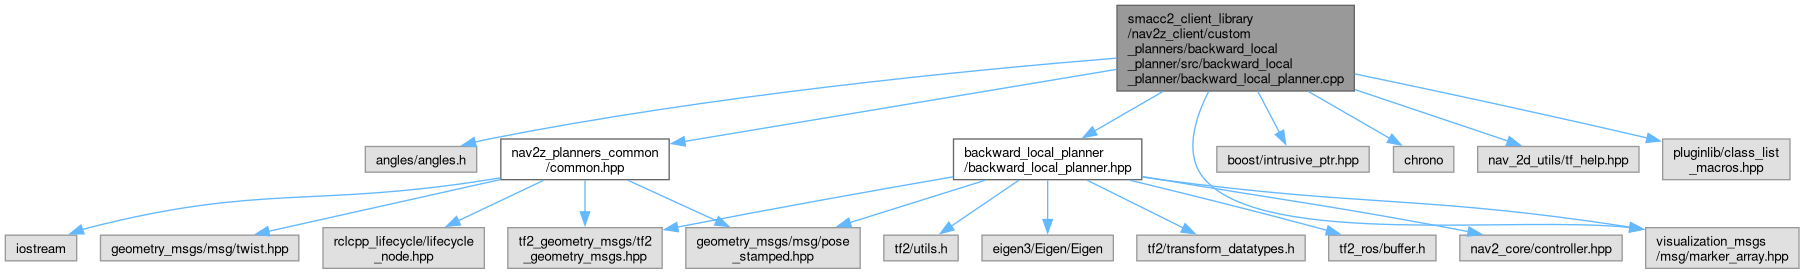 smacc2_client_library
/nav2z_client/custom
_planners/backward_local
_planner/src/backward_local
_planner/backward_local_planner.cpp
angles/angles.h
nav2z_planners_common
/common.hpp
backward_local_planner
/backward_local_planner.hpp
boost/intrusive_ptr.hpp
chrono
nav_2d_utils/tf_help.hpp
pluginlib/class_list
_macros.hpp
iostream
geometry_msgs/msg/twist.hpp
rclcpp_lifecycle/lifecycle
_node.hpp
tf2_geometry_msgs/tf2
_geometry_msgs.hpp
geometry_msgs/msg/pose
_stamped.hpp
tf2/utils.h
eigen3/Eigen/Eigen
tf2/transform_datatypes.h
tf2_ros/buffer.h
nav2_core/controller.hpp
visualization_msgs
/msg/marker_array.hpp